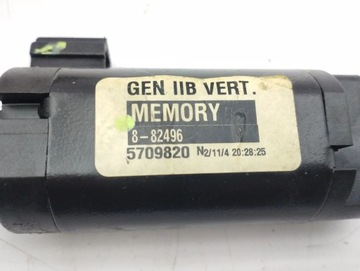 GEN IIB VERT.
MEMORY
8-82496
5709820 N2/11/4 20:28:25